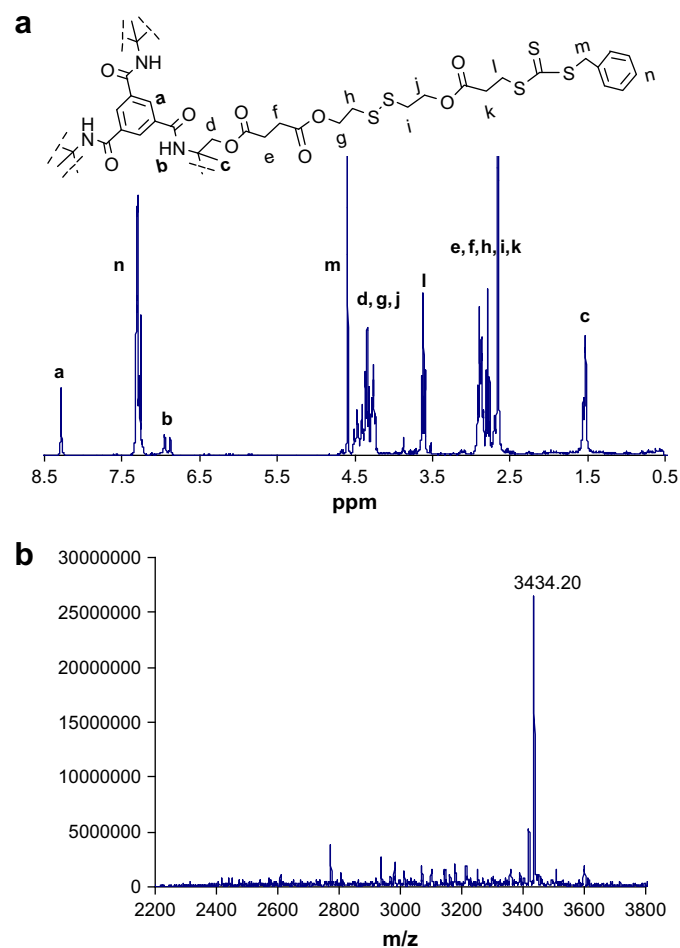 a
NH
O
a
H
N
O
O
HN
b
d
O
c
O
e
f
O
O
g
h
S
S
i
j
O
O
k
l
S
S
S
m
n
n
m
e, f, h, i, k
d, g, j
l
c
a
b
8.5 7.5 6.5 5.5 4.5 3.5 2.5 1.5 0.5
ppm
b
30000000
3434.20
25000000
20000000
15000000
10000000
5000000
0
2200 2400 2600 2800 3000 3200 3400 3600 3800
m/z